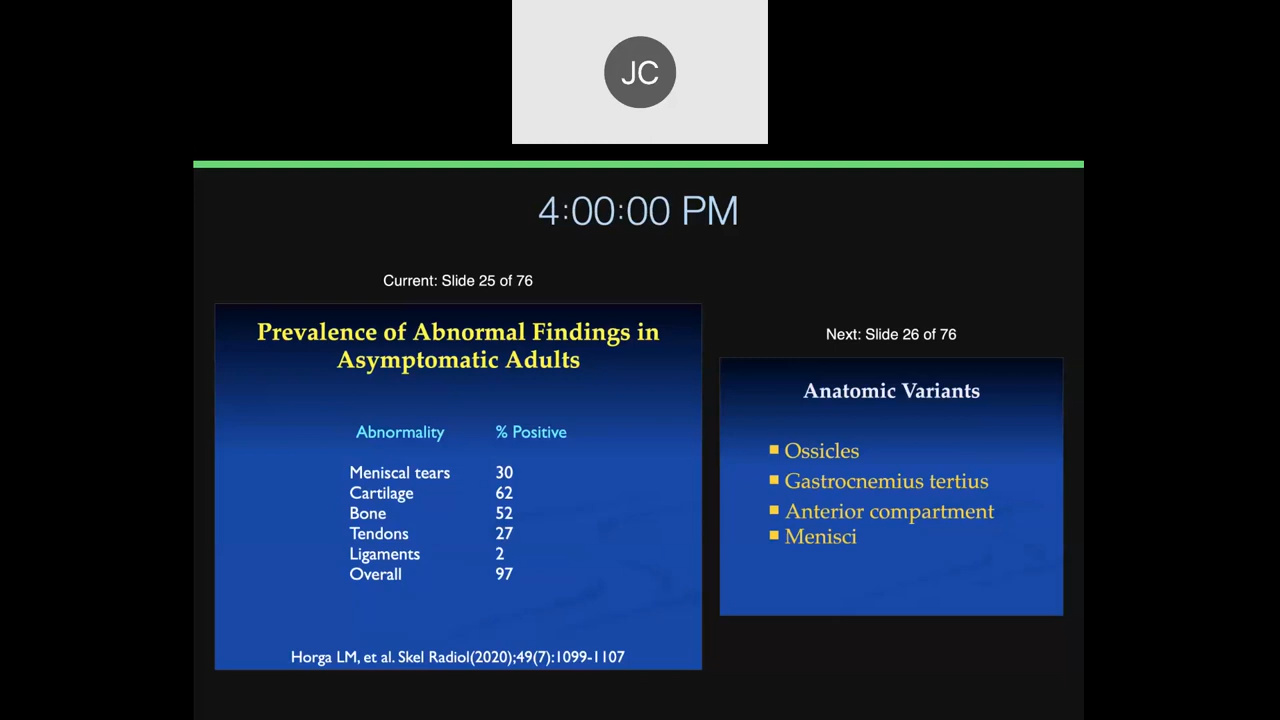 JC
4:00:00 PM
Current: Slide 25 of 76
Prevalence of Abnormal Findings in
Asymptomatic Adults
Abnormality % Positive
Meniscal tears 30
Cartilage 62
Bone 52
Tendons 27
Ligaments 2
Overall 97
Horga LM, et al. Skel Radiol(2020);49(7):1099-1107
Next: Slide 26 of 76
Anatomic Variants
■ Ossicles
■ Gastrocnemius tertius
■ Anterior compartment
■ Menisci